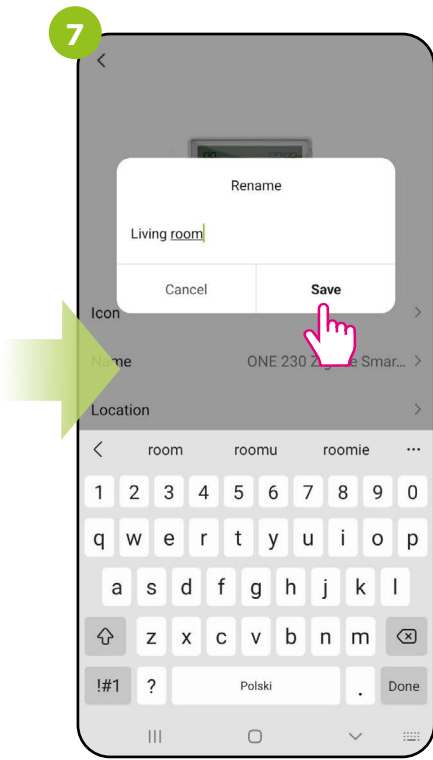 7
Rename
Living room
Cancel Save
Icon
Name ONE 230 Smar...
Location
room roomu roomie ...
1 2 3 4 5 6 7 8 9 0
q w e r t y u i o p
a s d f g h j k l
z x c v b n m
!#1 ? Polski . Done